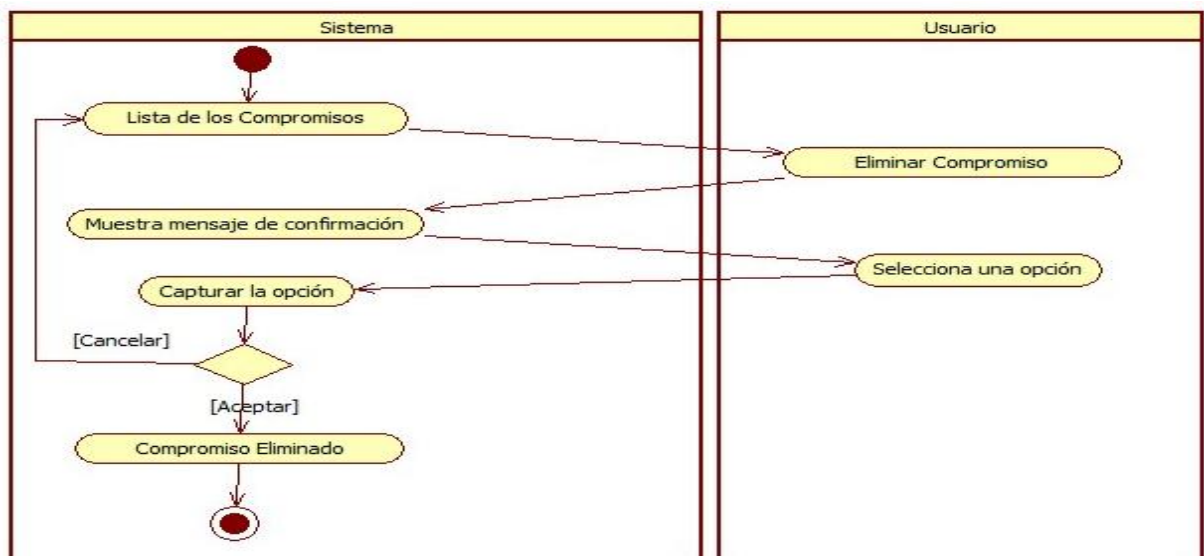 Sistema
Usuario
Lista de los Compromisos
Eliminar Compromiso
Muestra mensaje de confirmación
Selecciona una opción
Capturar la opción
[Cancelar]
[Aceptar]
Compromiso Eliminado